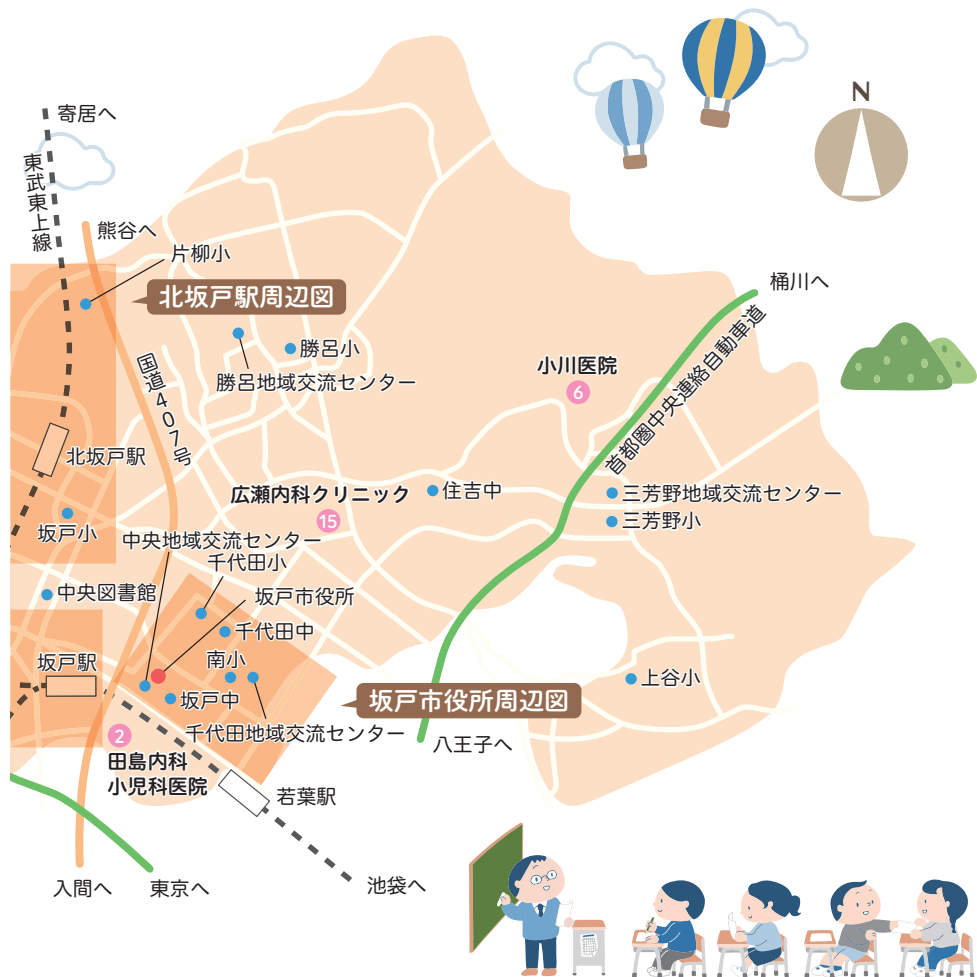 N
寄居へ
東武東上線
熊谷へ
片柳小
北坂戸駅周辺図
桶川へ
首都圏中央連絡自動車道
国道407号
勝呂小
勝呂地域交流センター
小川医院
6
北坂戸駅
広瀬内科クリニック
15
住吉中
三芳野地域交流センター
三芳野小
坂戸小
中央地域交流センター
千代田小
中央図書館
坂戸市役所
千代田中
坂戸駅
南小
上谷小
坂戸中
坂戸市役所周辺図
千代田地域交流センター
2
田島内科
小児科医院
八王子へ
若葉駅
入間へ
東京へ
池袋へ